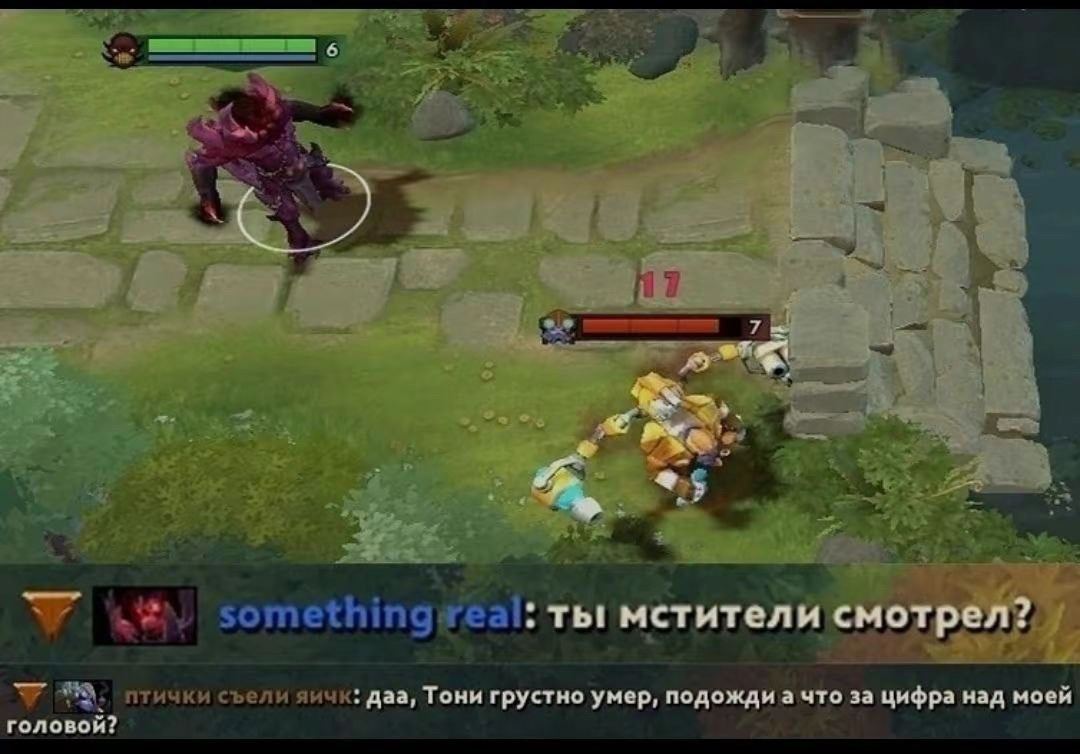 6
17
7
something real: ты мстители смотрел?
птички съели яичк: даа, Тони грустно умер, подожди а что за цифра над моей
головой?